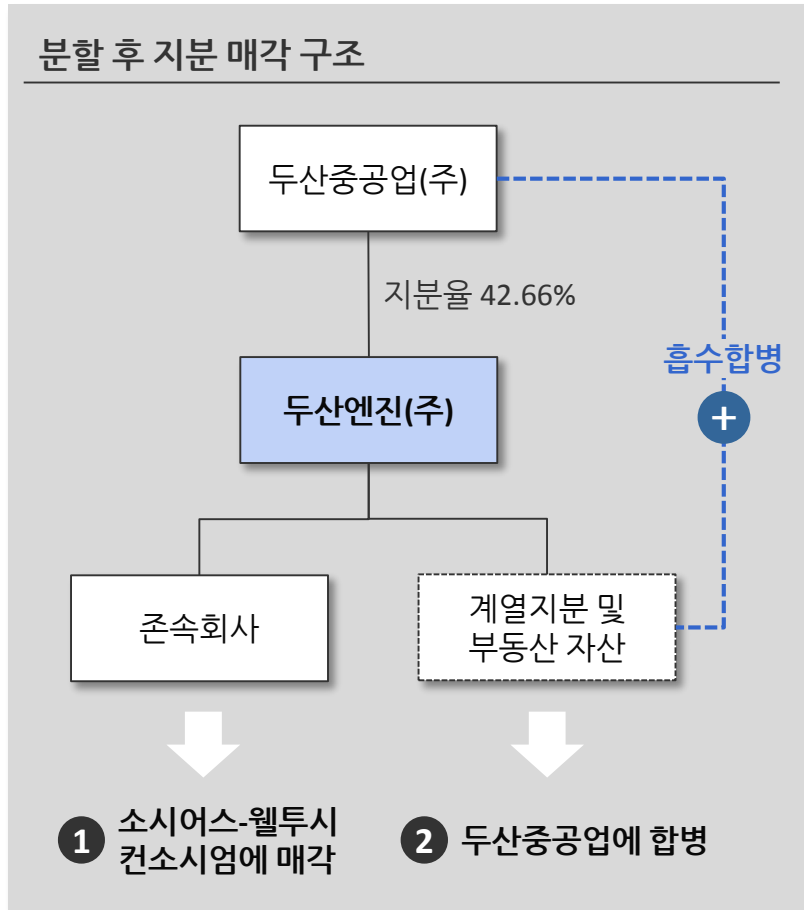 분할 후 지분 매각 구조
두산중공업(주)
지분율 42.66%
흡수합병
+
두산엔진(주)
존속회사
계열지분 및
부동산 자산
1 소시어스-웰투시
컨소시엄에 매각
2 두산중공업에 합병